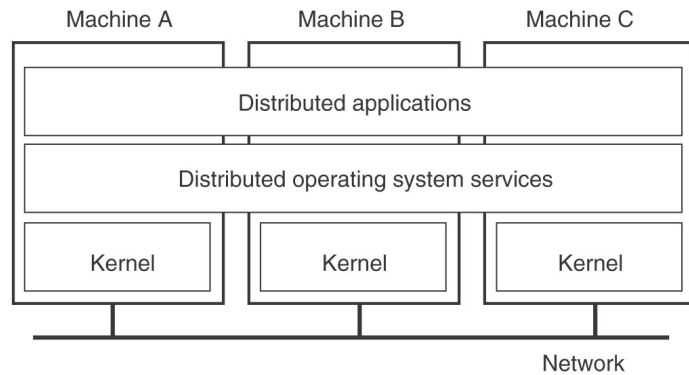 Machine A
Machine B
Machine C
Distributed applications
Distributed operating system services
Kernel
Kernel
Kernel
Network